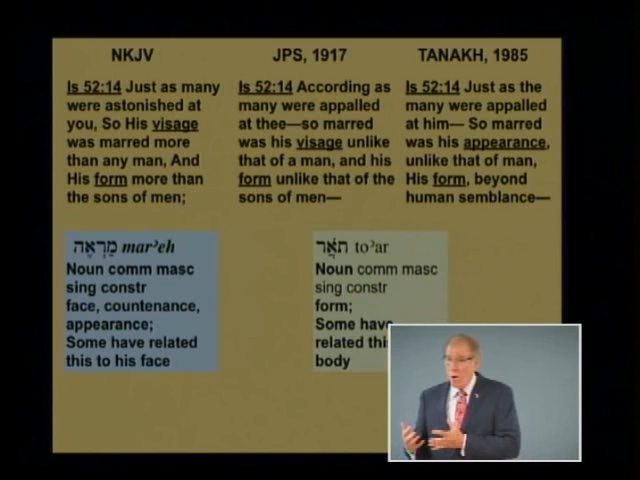 NKJV
Is 52:14 Just as many
were astonished at
you, So His visage
was marred more
than any man, And
His form more than
the sons of men;
JPS, 1917
Is 52:14 According as
many were appalled
at thee—so marred
was his visage unlike
that of a man, and his
form unlike that of the
sons of men—
TANAKH, 1985
Is 52:14 Just as the
many were appalled
at him— So marred
was his appearance,
unlike that of man,
His form, beyond
human semblance—
מַרְאֶה marʾeh
Noun comm masc
sing constr
face, countenance,
appearance;
Some have related
this to his face
תֹּאַר toʾar
Noun comm masc
sing constr
form;
Some have
related this
body